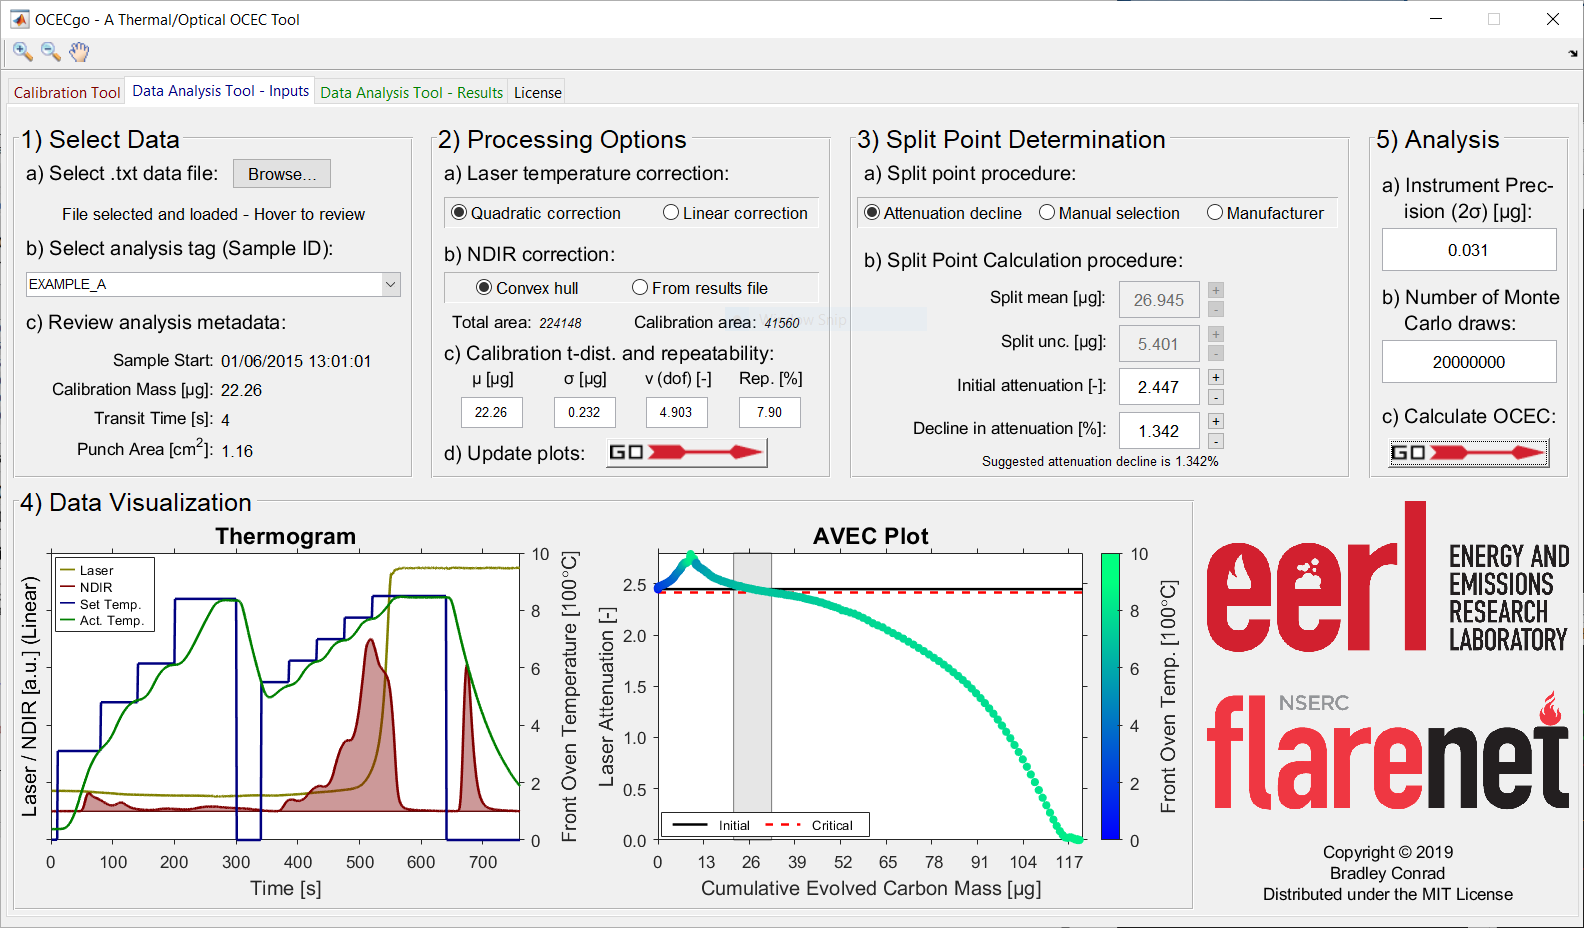 OCECgo - A Thermal/Optical OCEC Tool
Calibration Tool
Data Analysis Tool - Inputs
Data Analysis Tool - Results
License
1) Select Data
a) Select .txt data file:
Browse...
File selected and loaded - Hover to review
b) Select analysis tag (Sample ID):
EXAMPLE_A
c) Review analysis metadata:
Sample Start: 01/06/2015 13:01:01
Calibration Mass [µg]: 22.26
Transit Time [s]: 4
Punch Area [cm²]: 1.16
2) Processing Options
a) Laser temperature correction:
Quadratic correction
Linear correction
b) NDIR correction:
Convex hull
From results file
Total area: 224148
Calibration area: 41560
c) Calibration t-dist. and repeatability:
µ [µg] σ [µg] ν (dof) [-] Rep. [%]
22.26 0.232 4.903 7.90
d) Update plots:
GO
3) Split Point Determination
a) Split point procedure:
Attenuation decline
Manual selection
Manufacturer
b) Split Point Calculation procedure:
Split mean [µg]: 26.945 + -
Split unc. [µg]: 5.401 + -
Initial attenuation [-]: 2.447 + -
Decline in attenuation [%]: 1.342 + -
Suggested attenuation decline is 1.342%
5) Analysis
a) Instrument Prec-
ision (2σ) [µg]:
0.031
b) Number of Monte
Carlo draws:
20000000
c) Calculate OCEC:
GO
4) Data Visualization
Thermogram
Laser
NDIR
Set Temp.
Act. Temp.
Laser / NDIR [a.u.] (Linear)
10
8
6
4
2
0
Front Oven Temperature [100°C]
0 100 200 300 400 500 600 700
Time [s]
AVEC Plot
Laser Attenuation [-]
2.5
2.0
1.5
1.0
0.5
0.0
Initial
Critical
0 13 26 39 52 65 78 91 104 117
Cumulative Evolved Carbon Mass [µg]
10
8
6
4
2
0
Front Oven Temp. [100°C]
eerl
ENERGY AND
EMISSIONS
RESEARCH
LABORATORY
NSERC
flarenet
Copyright © 2019
Bradley Conrad
Distributed under the MIT License